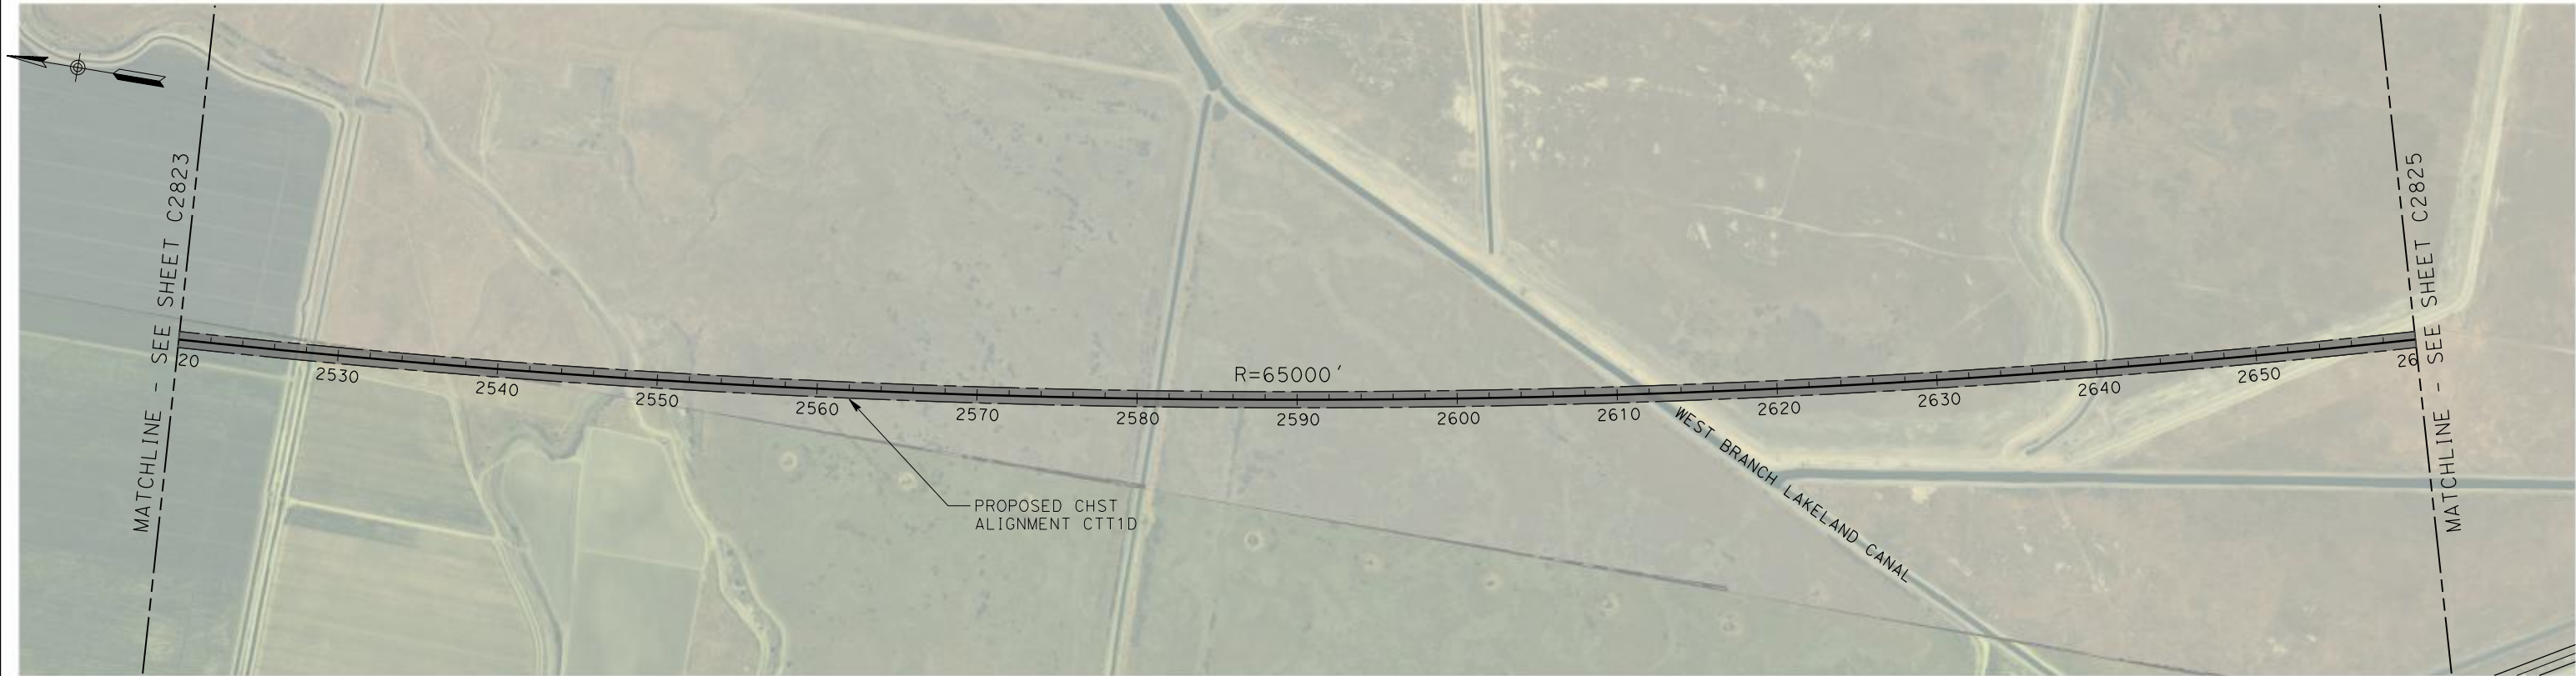 MATCHLINE - SEE SHEET C2823
MATCHLINE - SEE SHEET C2825
R=65000'
20
2530
2540
2550
2560
2570
2580
2590
2600
2610
2620
2630
2640
2650
26
PROPOSED CHST
ALIGNMENT CTT1D
WEST BRANCH LAKELAND CANAL